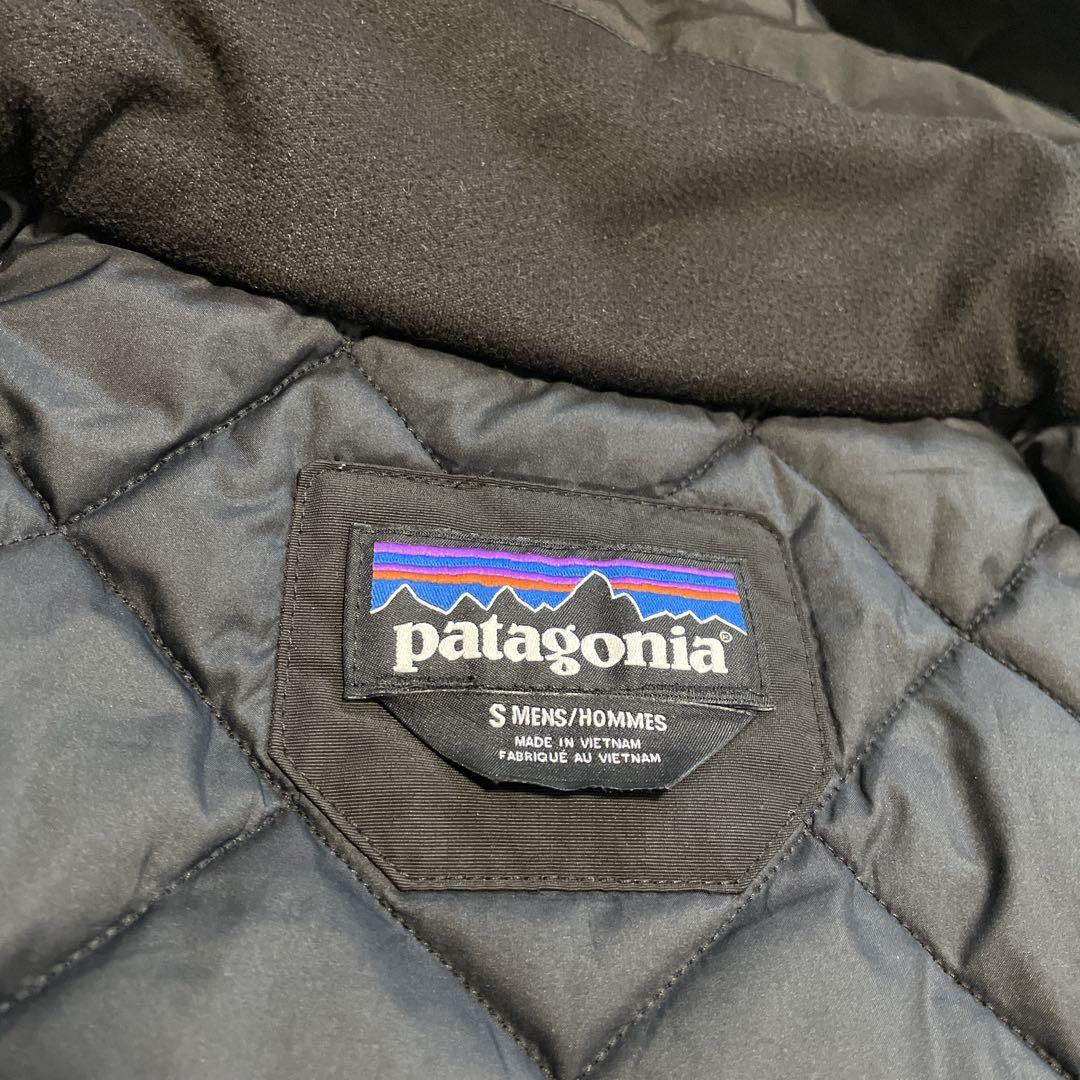 patagonia®
S MENS/HOMMES
MADE IN VIETNAM
FABRIQUÉ AU VIETNAM